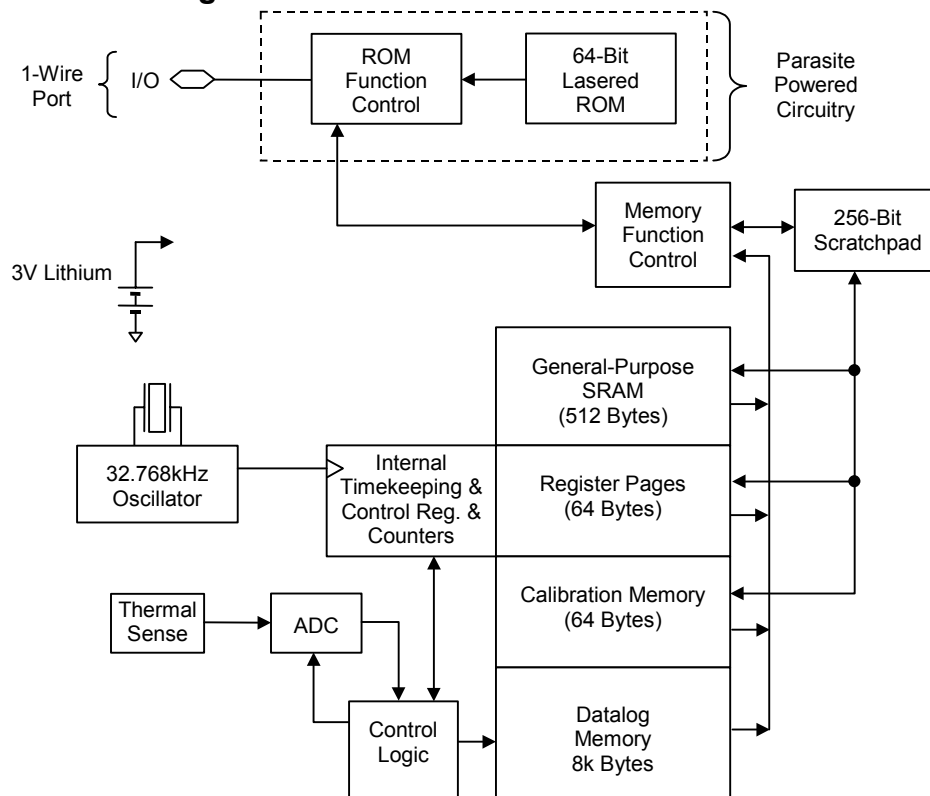 ROM
Function
Control
64-Bit
Lasered
ROM
1-Wire
Port
I/O
Parasite
Powered
Circuitry
Memory
Function
Control
256-Bit
Scratchpad
3V Lithium
General-Purpose
SRAM
(512 Bytes)
32.768kHz
Oscillator
Internal
Timekeeping &
Control Reg. &
Counters
Register Pages
(64 Bytes)
Calibration Memory
(64 Bytes)
Thermal
Sense
ADC
Control
Logic
Datalog
Memory
8k Bytes